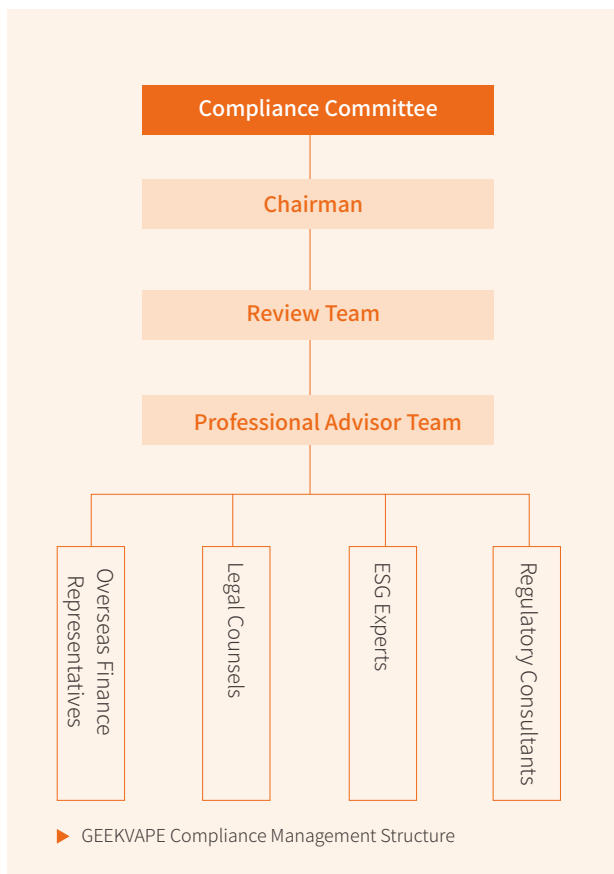 Compliance Committee
Chairman
Review Team
Professional Advisor Team
Overseas Finance
Representatives
Legal Counsels
ESG Experts
Regulatory Consultants
GEEKVAPE Compliance Management Structure